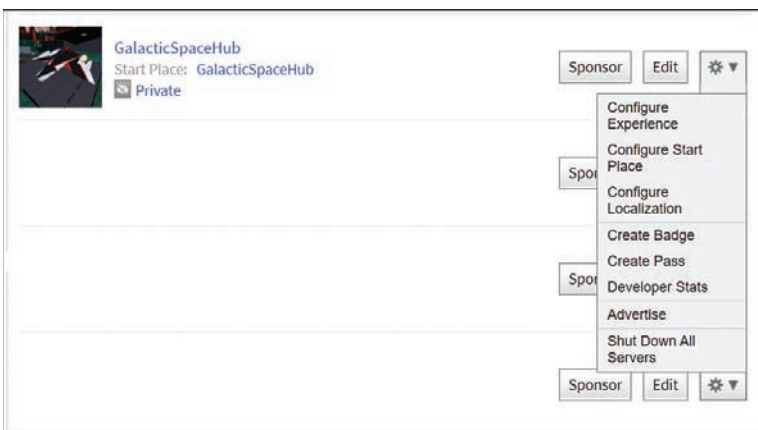 GalacticSpaceHub
Start Place: GalacticSpaceHub
Private
Sponsor Edit
Configure
Experience
Configure Start
Place
Configure
Localization
Create Badge
Create Pass
Developer Stats
Advertise
Shut Down All
Servers
Spo
Spo
Sponsor Edit